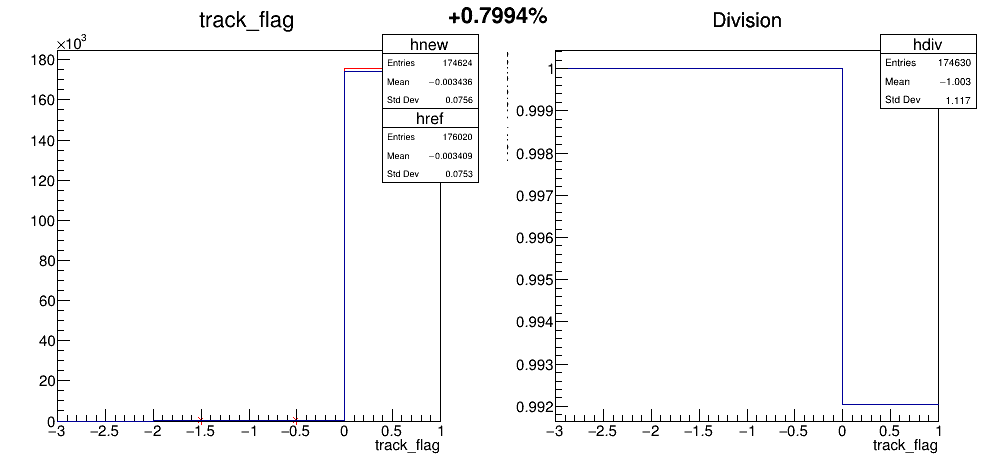 +0.7994%
track_flag
×10³
hnew
Entries 174624
Mean −0.003436
Std Dev 0.0756
href
Entries 176020
Mean −0.003409
Std Dev 0.0753
180
160
140
120
100
80
60
40
20
0
−3 −2.5 −2 −1.5 −1 −0.5 0 0.5 1
track_flag
Division
hdiv
Entries 174630
Mean −1.003
Std Dev 1.117
1
0.999
0.998
0.997
0.996
0.995
0.994
0.993
0.992
−3 −2.5 −2 −1.5 −1 −0.5 0 0.5 1
track_flag